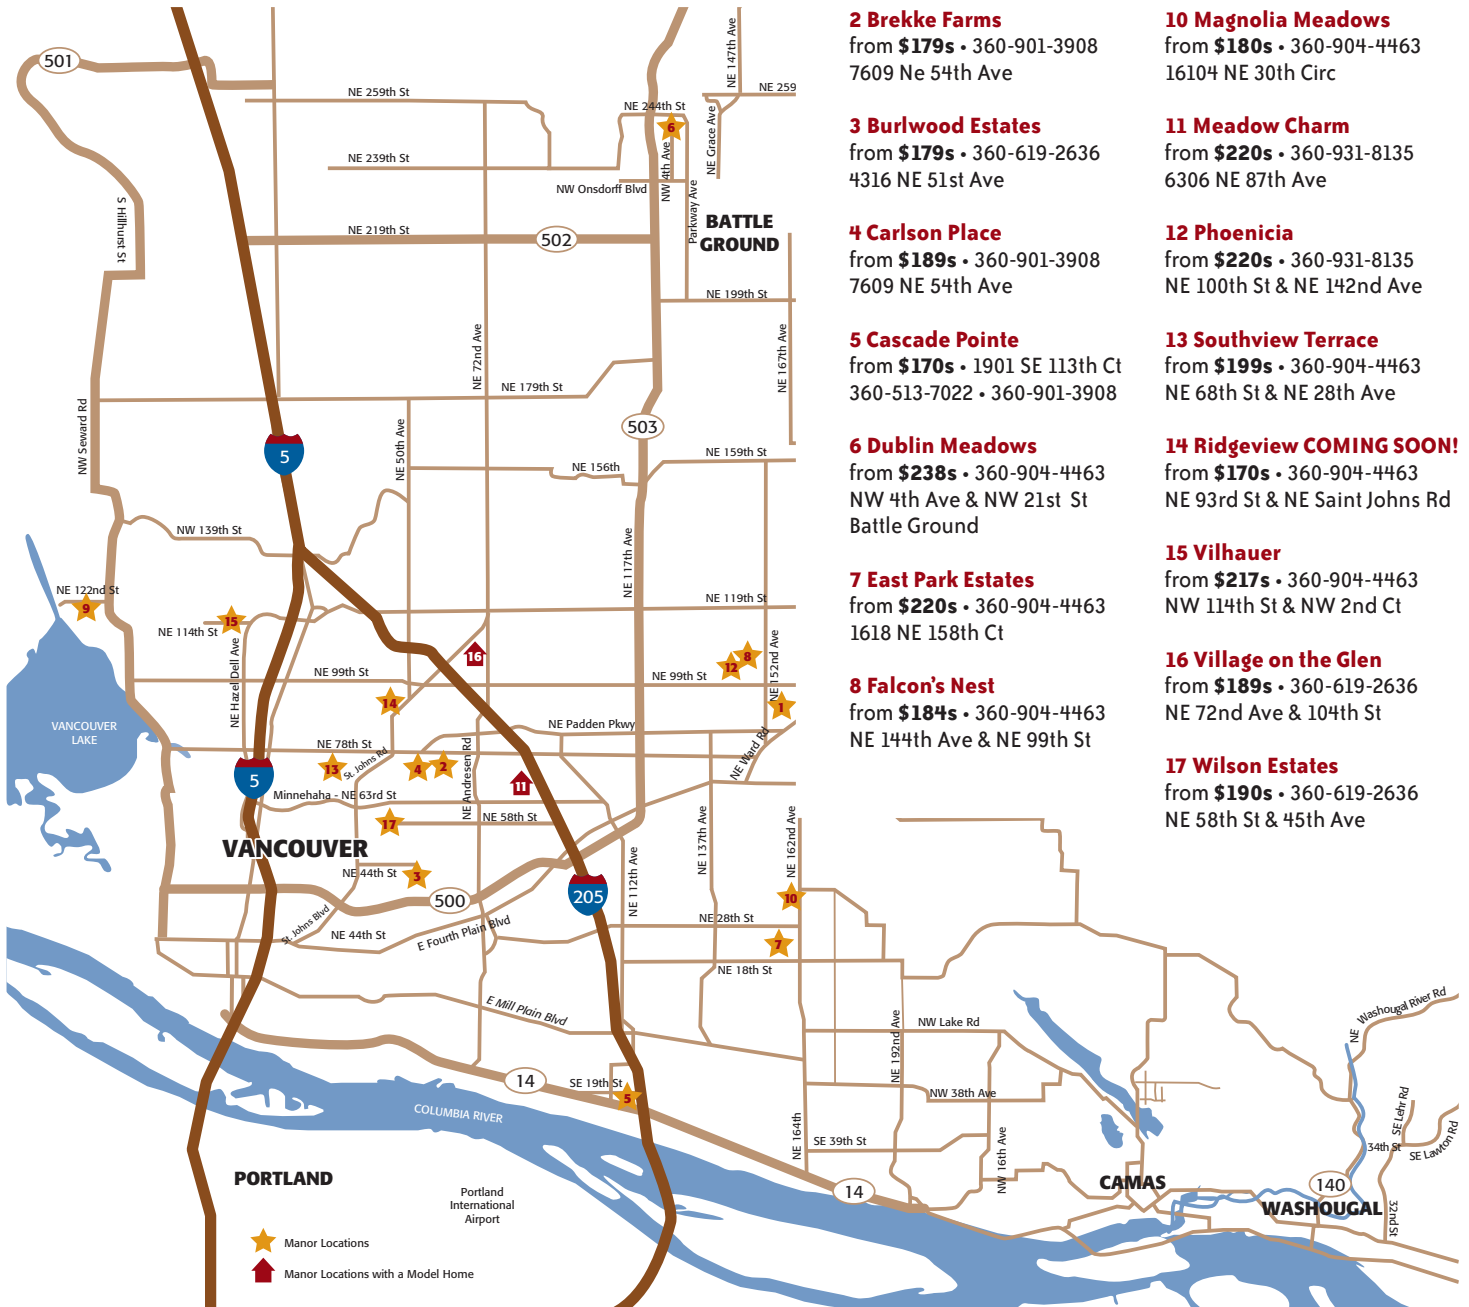 2 Brekke Farms
from $179s • 360-901-3908
7609 Ne 54th Ave
3 Burlwood Estates
from $179s • 360-619-2636
4316 NE 51st Ave
4 Carlson Place
from $189s • 360-901-3908
7609 NE 54th Ave
5 Cascade Pointe
from $170s • 1901 SE 113th Ct
360-513-7022 • 360-901-3908
6 Dublin Meadows
from $238s • 360-904-4463
NW 4th Ave & NW 21st St
Battle Ground
7 East Park Estates
from $220s • 360-904-4463
1618 NE 158th Ct
8 Falcon's Nest
from $184s • 360-904-4463
NE 144th Ave & NE 99th St
10 Magnolia Meadows
from $180s • 360-904-4463
16104 NE 30th Circ
11 Meadow Charm
from $220s • 360-931-8135
6306 NE 87th Ave
12 Phoenicia
from $220s • 360-931-8135
NE 100th St & NE 142nd Ave
13 Southview Terrace
from $199s • 360-904-4463
NE 68th St & NE 28th Ave
14 Ridgeview COMING SOON!
from $170s • 360-904-4463
NE 93rd St & NE Saint Johns Rd
15 Vilhauer
from $217s • 360-904-4463
NW 114th St & NW 2nd Ct
16 Village on the Glen
from $189s • 360-619-2636
NE 72nd Ave & 104th St
17 Wilson Estates
from $190s • 360-619-2636
NE 58th St & 45th Ave
501
NE 147th Ave
NE 259th St
NE 259
NE 244th St
6
NE Grace Ave
NE 239th St
NW 4th Ave
NW Onsdorff Blvd
Parkway Ave
S Hillhurst St
NE 219th St
502
BATTLE
GROUND
NE 199th St
NE 72nd Ave
NE 167th Ave
NE 179th St
NW Seward Rd
NE 50th Ave
503
5
NE 156th
NE 159th St
NW 139th St
NE 117th Ave
NE 122nd St
9
NE 119th St
15
NE 114th St
NE Hazel Dell Ave
16
12
8
NE 152nd Ave
NE 99th St
NE 99th St
14
1
VANCOUVER
LAKE
NE Padden Pkwy
NE 78th St
St. Johns Rd
NE Ward Rd
13
4
2
NE Andresen Rd
5
11
Minnehaha - NE 63rd St
17
NE 58th St
VANCOUVER
NE 137th Ave
NE 162nd Ave
NE 44th St
3
NE 112th Ave
500
205
10
St. Johns Blvd
NE 44th St
E Fourth Plain Blvd
NE 28th St
7
NE 18th St
E Mill Plain Blvd
NE 192nd Ave
NW Lake Rd
NE
Washougal River Rd
14
SE 19th St
5
COLUMBIA RIVER
NW 38th Ave
NE 164th
SE 39th St
NW 16th Ave
SE Lehr Rd
34th St
SE Lawton Rd
14
CAMAS
140
WASHOUGAL
32nd St
PORTLAND
Portland
International
Airport
Manor Locations
Manor Locations with a Model Home